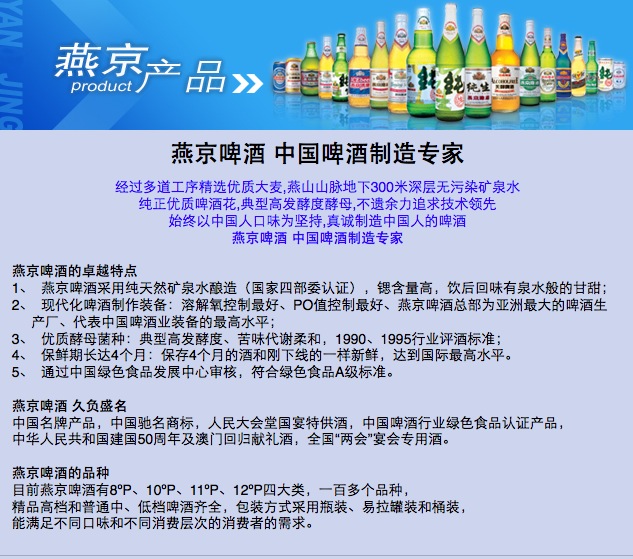 YAN JING
燕京产品
product
燕京啤酒 中国啤酒制造专家
经过多道工序精选优质大麦,燕山山脉地下300米深层无污染矿泉水
纯正优质啤酒花,典型高发酵度酵母,不遗余力追求技术领先
始终以中国人口味为坚持,真诚制造中国人的啤酒
燕京啤酒 中国啤酒制造专家
燕京啤酒的卓越特点
1、 燕京啤酒采用纯天然矿泉水酿造（国家四部委认证），锶含量高，饮后回味有泉水般的甘甜；
2、 现代化啤酒制作装备：溶解氧控制最好、PO值控制最好、燕京啤酒总部为亚洲最大的啤酒生
产厂、代表中国啤酒业装备的最高水平；
3、 优质酵母菌种：典型高发酵度、苦味代谢柔和，1990、1995行业评酒标准；
4、 保鲜期长达4个月：保存4个月的酒和刚下线的一样新鲜，达到国际最高水平。
5、 通过中国绿色食品发展中心审核，符合绿色食品A级标准。
燕京啤酒 久负盛名
中国名牌产品，中国驰名商标，人民大会堂国宴特供酒，中国啤酒行业绿色食品认证产品，
中华人民共和国建国50周年及澳门回归献礼酒，全国“两会”宴会专用酒。
燕京啤酒的品种
目前燕京啤酒有8ºP、10ºP、11ºP、12ºP四大类，一百多个品种，
精品高档和普通中、低档啤酒齐全，包装方式采用瓶装、易拉罐装和桶装，
能满足不同口味和不同消费层次的消费者的需求。